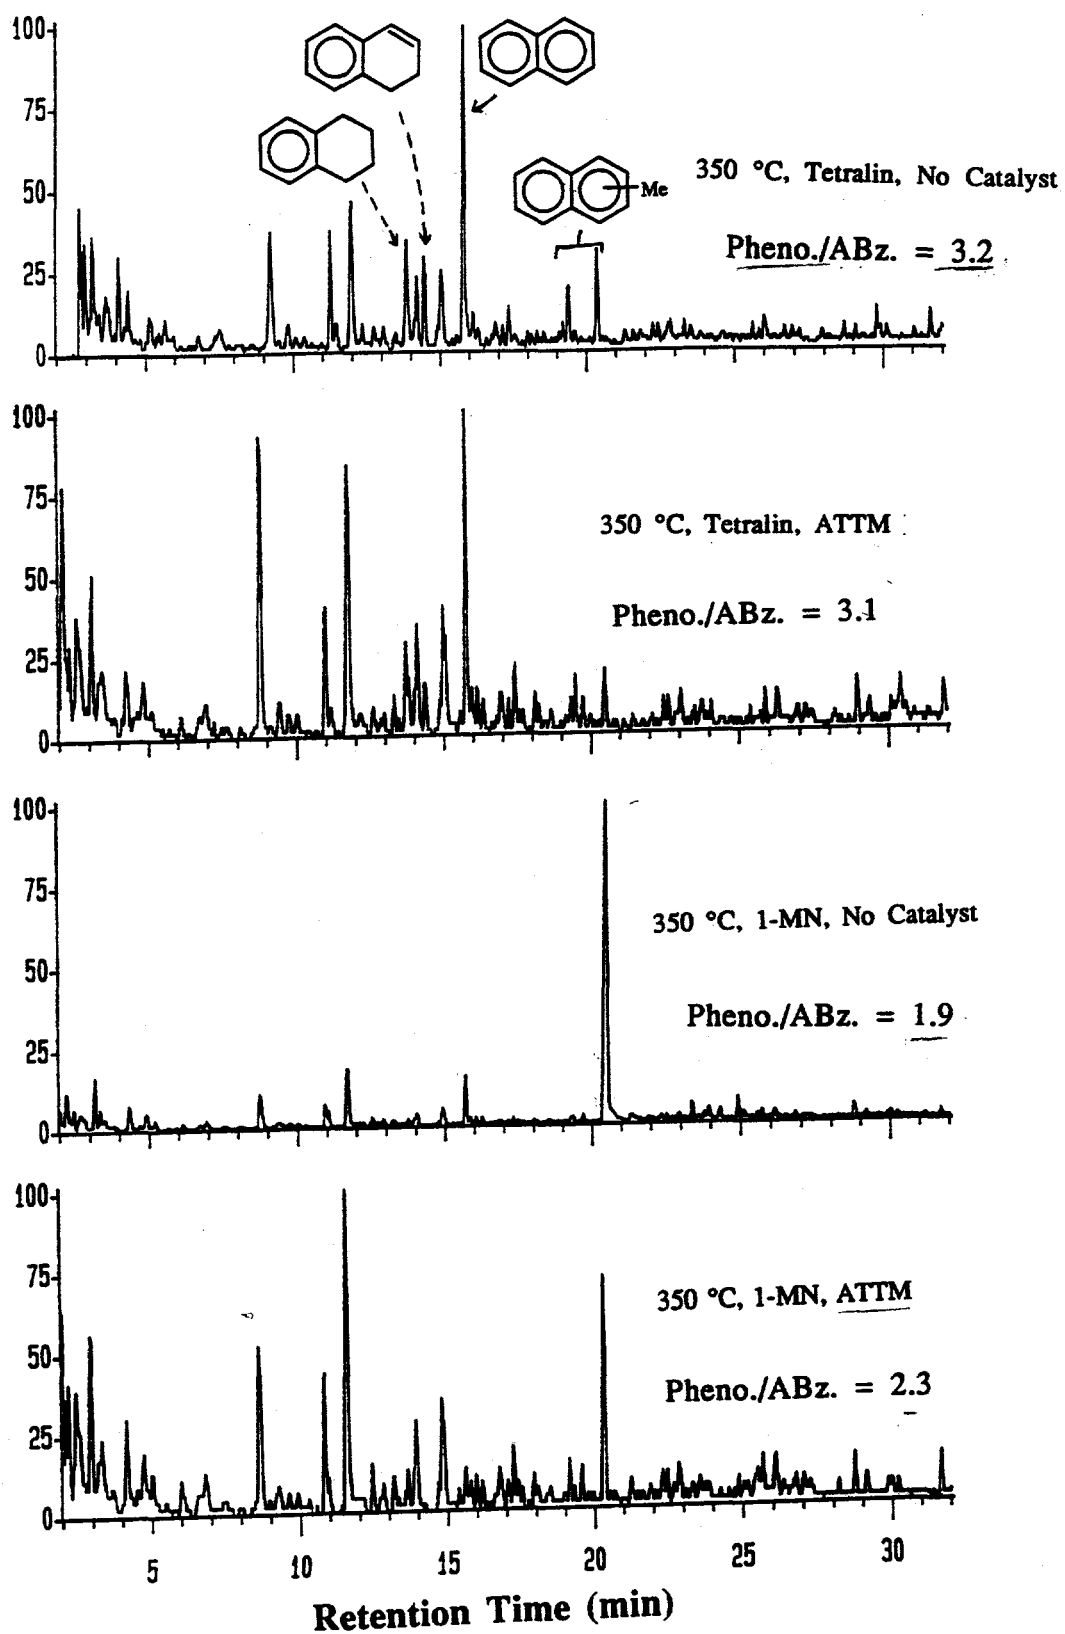 100
75
50
25
0
Me
350 °C, Tetralin, No Catalyst
Pheno./ABz. = 3.2
100
75
50
25
0
350 °C, Tetralin, ATTM
Pheno./ABz. = 3.1
100
75
50
25
0
350 °C, 1-MN, No Catalyst
Pheno./ABz. = 1.9
100
75
50
25
0
350 °C, 1-MN, ATTM
Pheno./ABz. = 2.3
5 10 15 20 25 30
Retention Time (min)